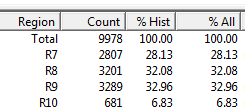 Region Count % Hist % All
Total 9978 100.00 100.00
R7 2807 28.13 28.13
R8 3201 32.08 32.08
R9 3289 32.96 32.96
R10 681 6.83 6.83